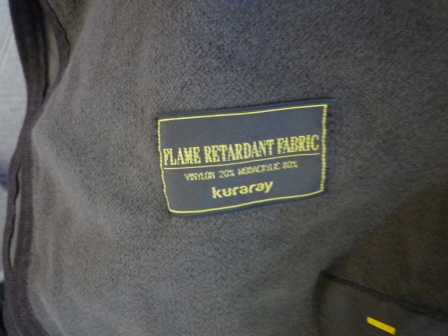 FLAME RETARDANT FABRIC
VINYLON 20% MODACRYLIC 80%
kuraray